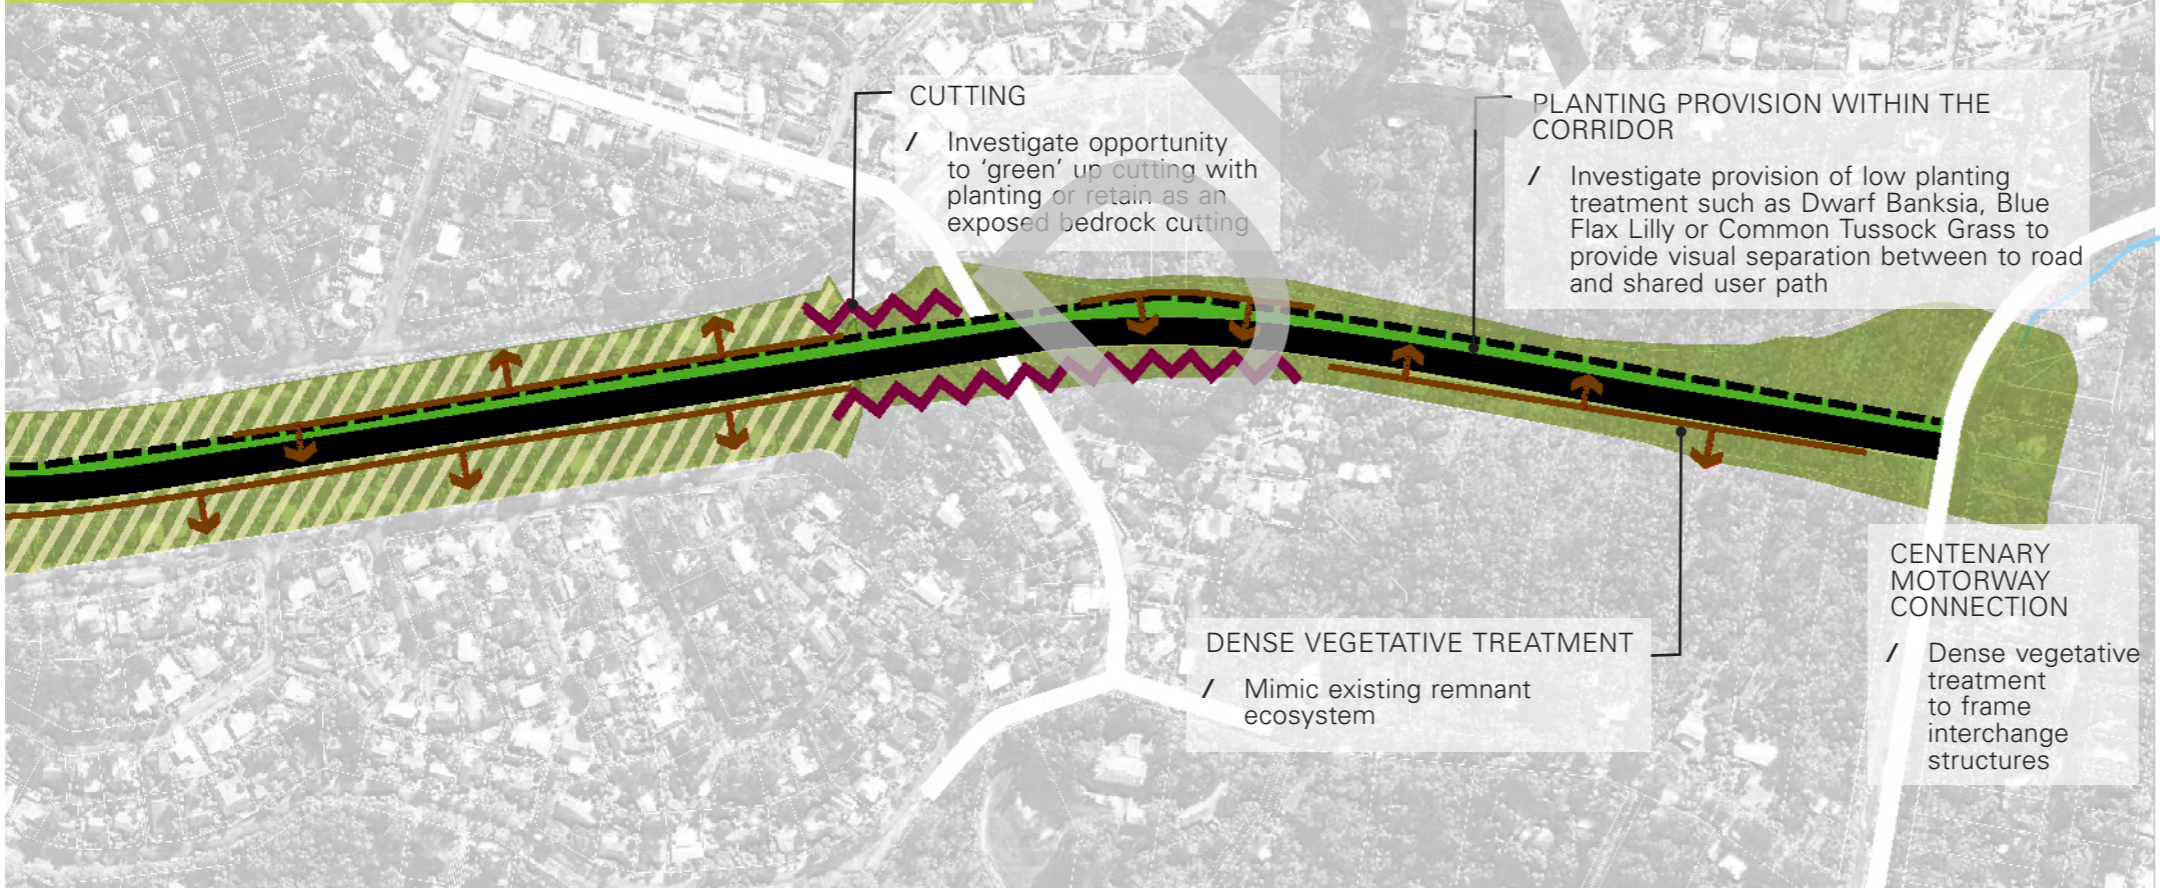 CUTTING
/ Investigate opportunity
to ‘green’ up cutting with
planting or retain as an
exposed bedrock cutting
PLANTING PROVISION WITHIN THE
CORRIDOR
/ Investigate provision of low planting
treatment such as Dwarf Banksia, Blue
Flax Lilly or Common Tussock Grass to
provide visual separation between to road
and shared user path
DENSE VEGETATIVE TREATMENT
/ Mimic existing remnant
ecosystem
CENTENARY
MOTORWAY
CONNECTION
/ Dense vegetative
treatment
to frame
interchange
structures